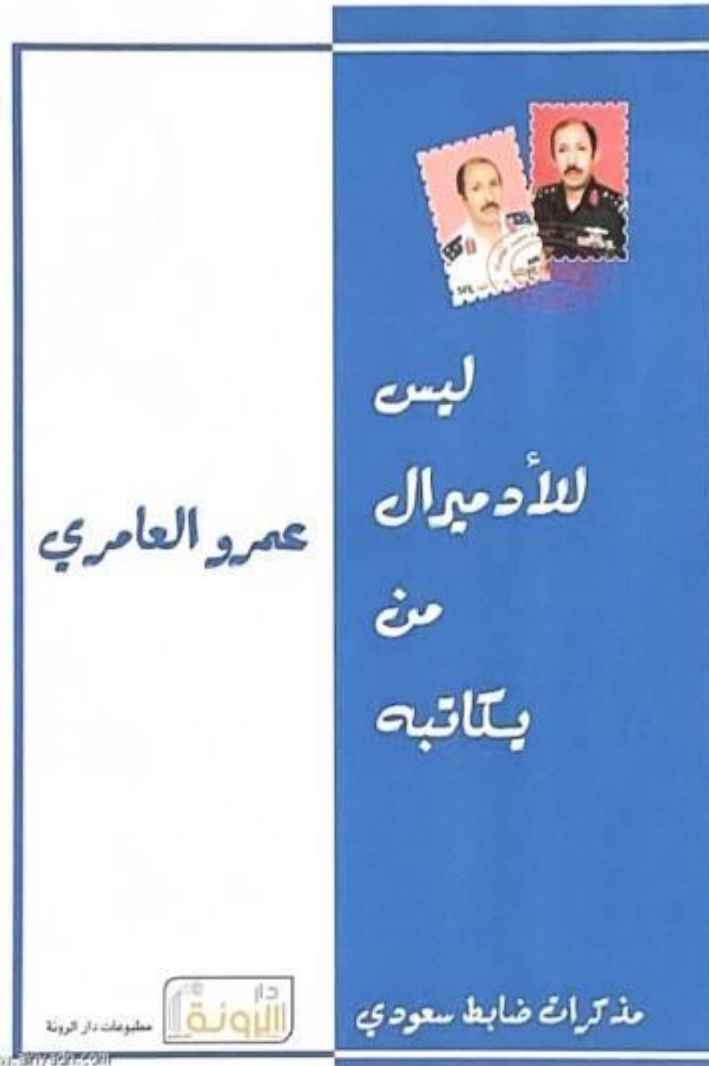 ليس
للأدميرال
من
يكاتبه
عمرو العامري
مذكرات ضابط سعودي
دار
الرونة
مطبوعات دار الرونة